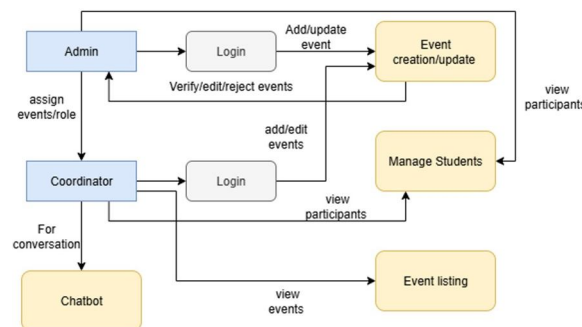 Admin
Login
Add/update
event
Event
creation/update
Verify/edit/reject events
assign
events/role
view
participants
add/edit
events
Coordinator
Login
Manage Students
view
participants
For
conversation
Chatbot
view
events
Event listing